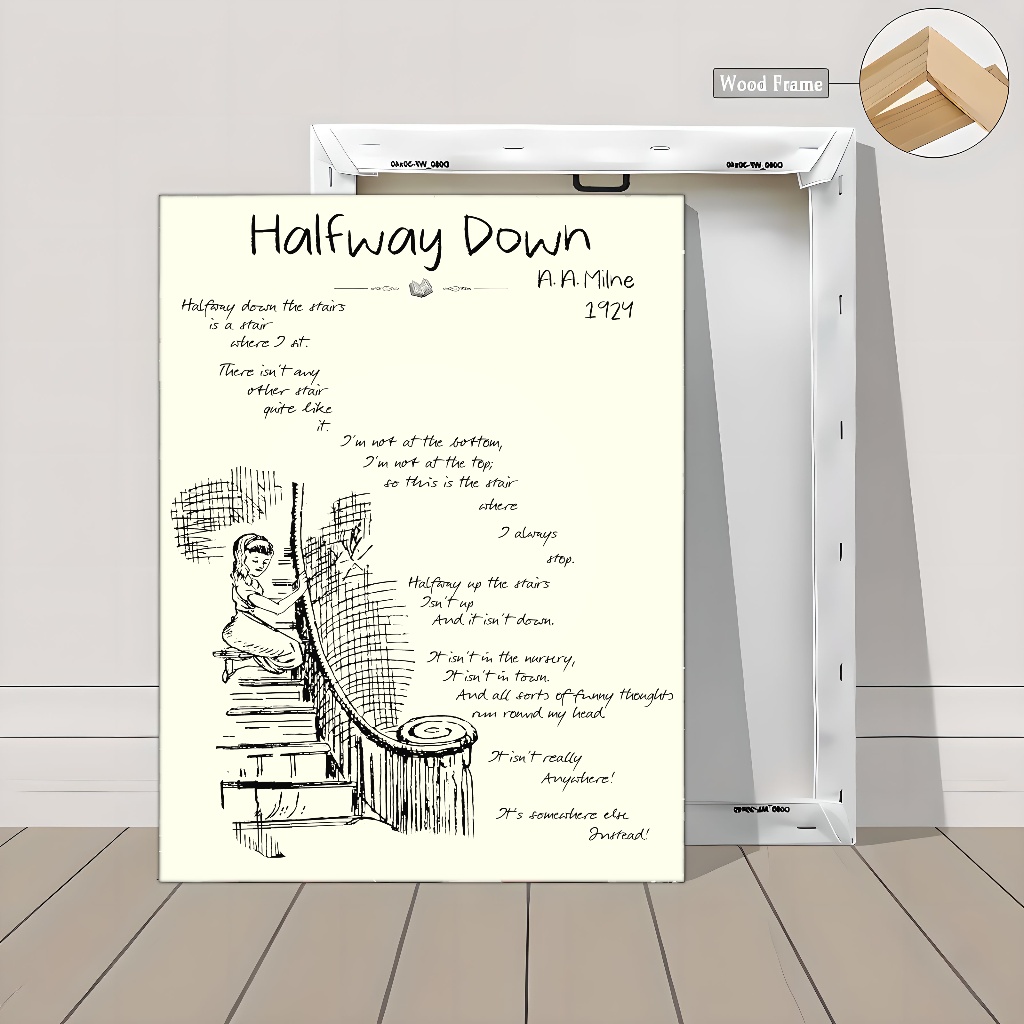 Wood Frame
Halfway Down
A.A.Milne
1924
Halfway down the stairs
is a stair
where I sit.
There isn't any
other stair
quite like
it.
I'm not at the bottom,
I'm not at the top;
so this is the stair
where
I always
stop.
Halfway up the stairs
Isn't up
And it isn't down.
It isn't in the nursery,
It isn't in town.
And all sorts of funny thoughts
run round my head.
It isn't really
Anywhere!
It's somewhere else
Instead!